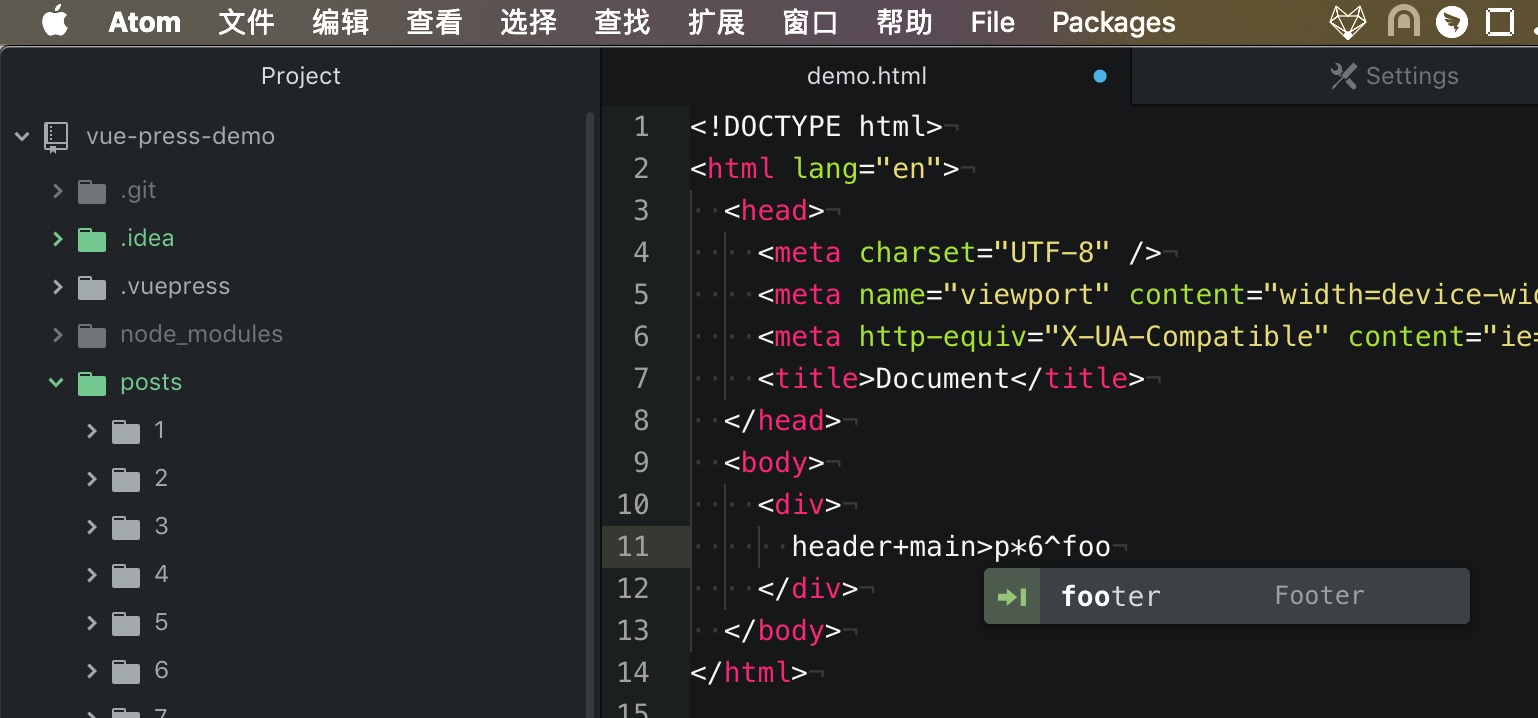 Atom 文件 编辑 查看 选择 查找 扩展 窗口 帮助 File Packages
Project
vue-press-demo
.git
.idea
.vuepress
node_modules
posts
1
2
3
4
5
6
7
demo.html
Settings
1 <!DOCTYPE html>
2 <html lang="en">
3 <head>
4 <meta charset="UTF-8" />
5 <meta name="viewport" content="width=device-wid
6 <meta http-equiv="X-UA-Compatible" content="ie=
7 <title>Document</title>
8 </head>
9 <body>
10 <div>
11 header+main>p*6^foo
12 </div>
13 </body>
14 </html>
15
footer Footer